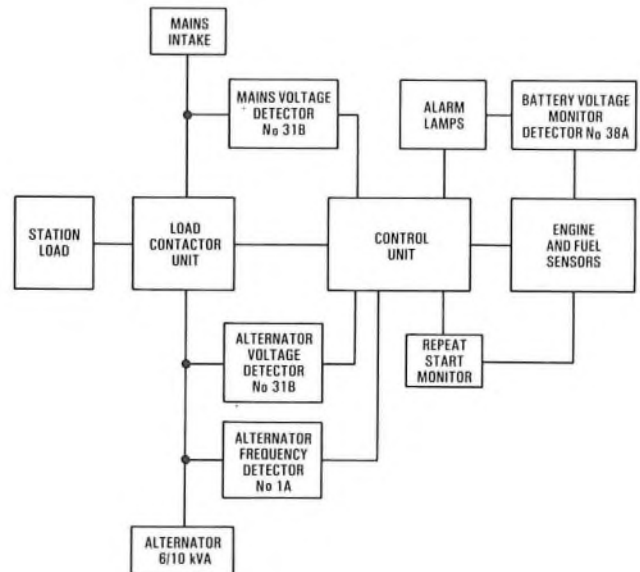 MAINS
INTAKE
MAINS VOLTAGE
DETECTOR
No 31B
ALARM
LAMPS
BATTERY VOLTAGE
MONITOR
DETECTOR No 38A
STATION
LOAD
LOAD
CONTACTOR
UNIT
CONTROL
UNIT
ENGINE
AND FUEL
SENSORS
ALTERNATOR
VOLTAGE
DETECTOR
No 31B
REPEAT
START
MONITOR
ALTERNATOR
FREQUENCY
DETECTOR
No 1A
ALTERNATOR
6/10 kVA